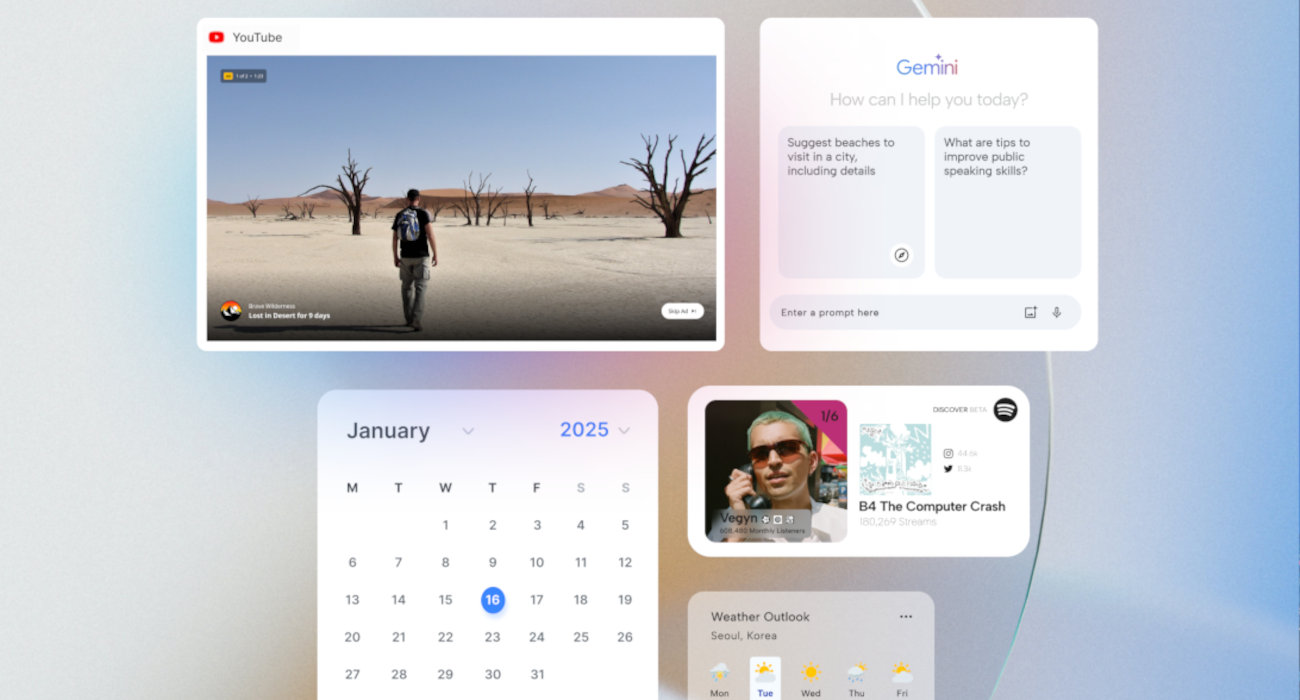 YouTube
1 of 2 • 1:23
Brave Wilderness
Lost in Desert for 9 days
Skip Ad
Gemini
How can I help you today?
Suggest beaches to
visit in a city,
including details
What are tips to
improve public
speaking skills?
Enter a prompt here
January 2025
M T W T F S S
1 2 3 4 5
6 7 8 9 10 11 12
13 14 15 16 17 18 19
20 21 22 23 24 25 26
27 28 29 30 31
1/6
Vegyn
608,480 Monthly Listeners
DISCOVER BETA
44.6k
8.3k
B4 The Computer Crash
180,269 Streams
Weather Outlook
Seoul, Korea
Mon Tue Wed Thu Fri